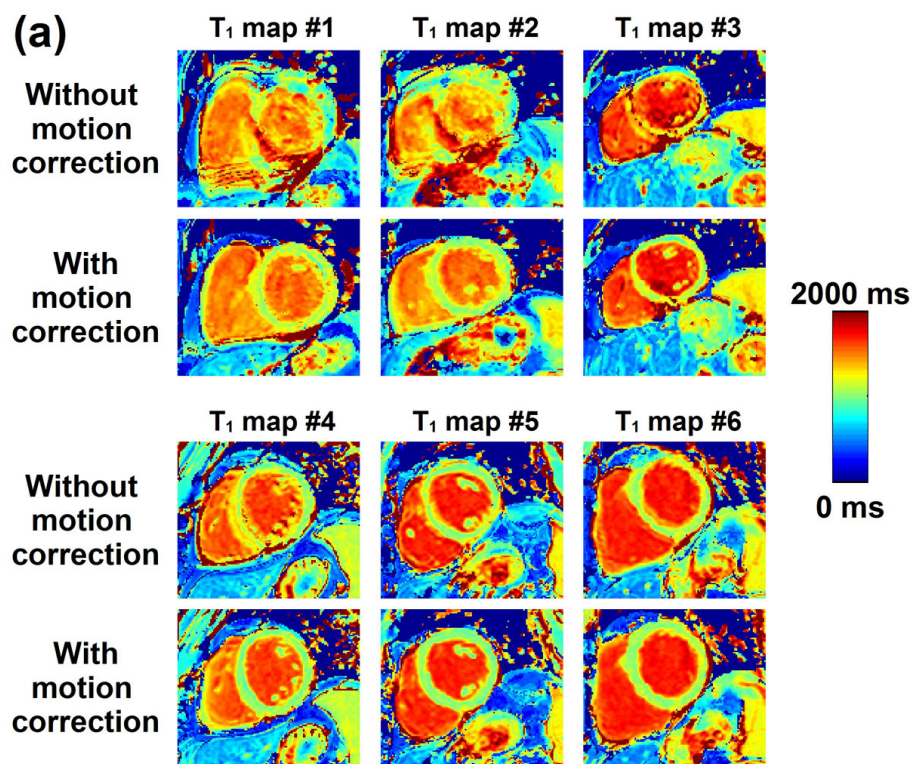 (a)
T₁ map #1 T₁ map #2 T₁ map #3
Without
motion
correction
With
motion
correction
2000 ms
0 ms
T₁ map #4 T₁ map #5 T₁ map #6
Without
motion
correction
With
motion
correction